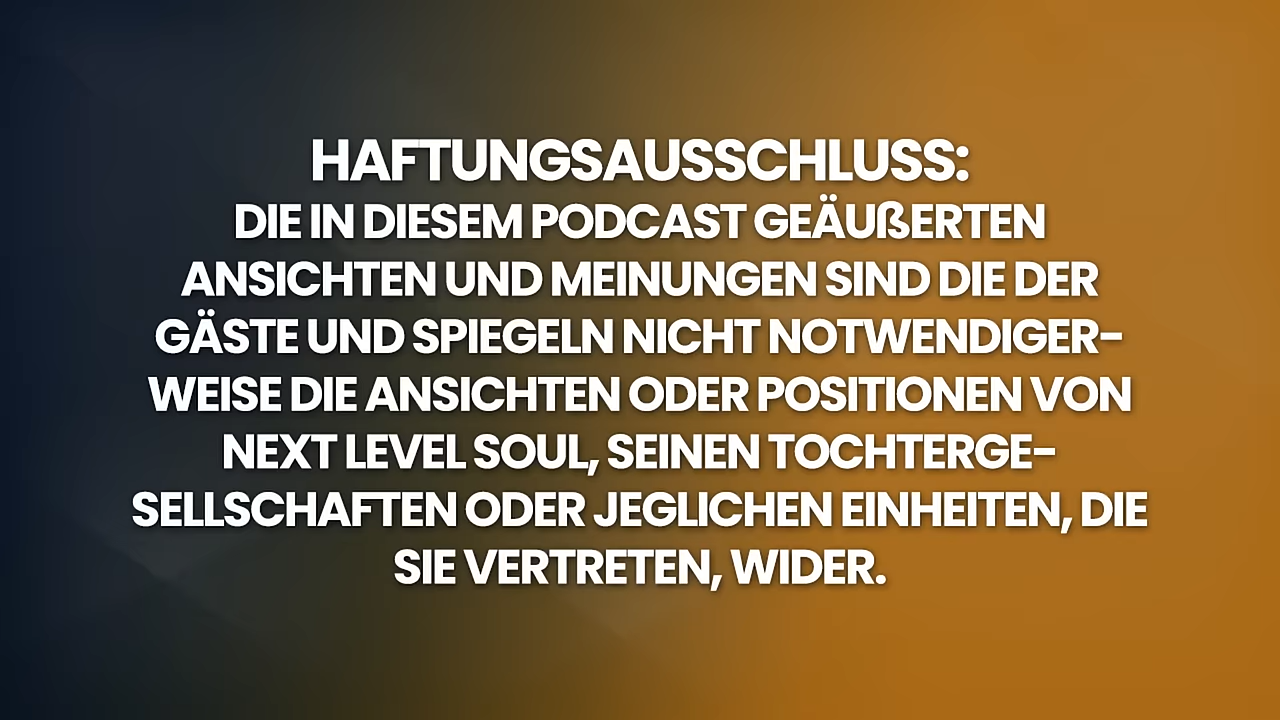 HAFTUNGSAUSSCHLUSS:
DIE IN DIESEM PODCAST GEÄUßERTEN
ANSICHTEN UND MEINUNGEN SIND DIE DER
GÄSTE UND SPIEGELN NICHT NOTWENDIGER-
WEISE DIE ANSICHTEN ODER POSITIONEN VON
NEXT LEVEL SOUL, SEINEN TOCHTERGE-
SELLSCHAFTEN ODER JEGLICHEN EINHEITEN, DIE
SIE VERTRETEN, WIDER.